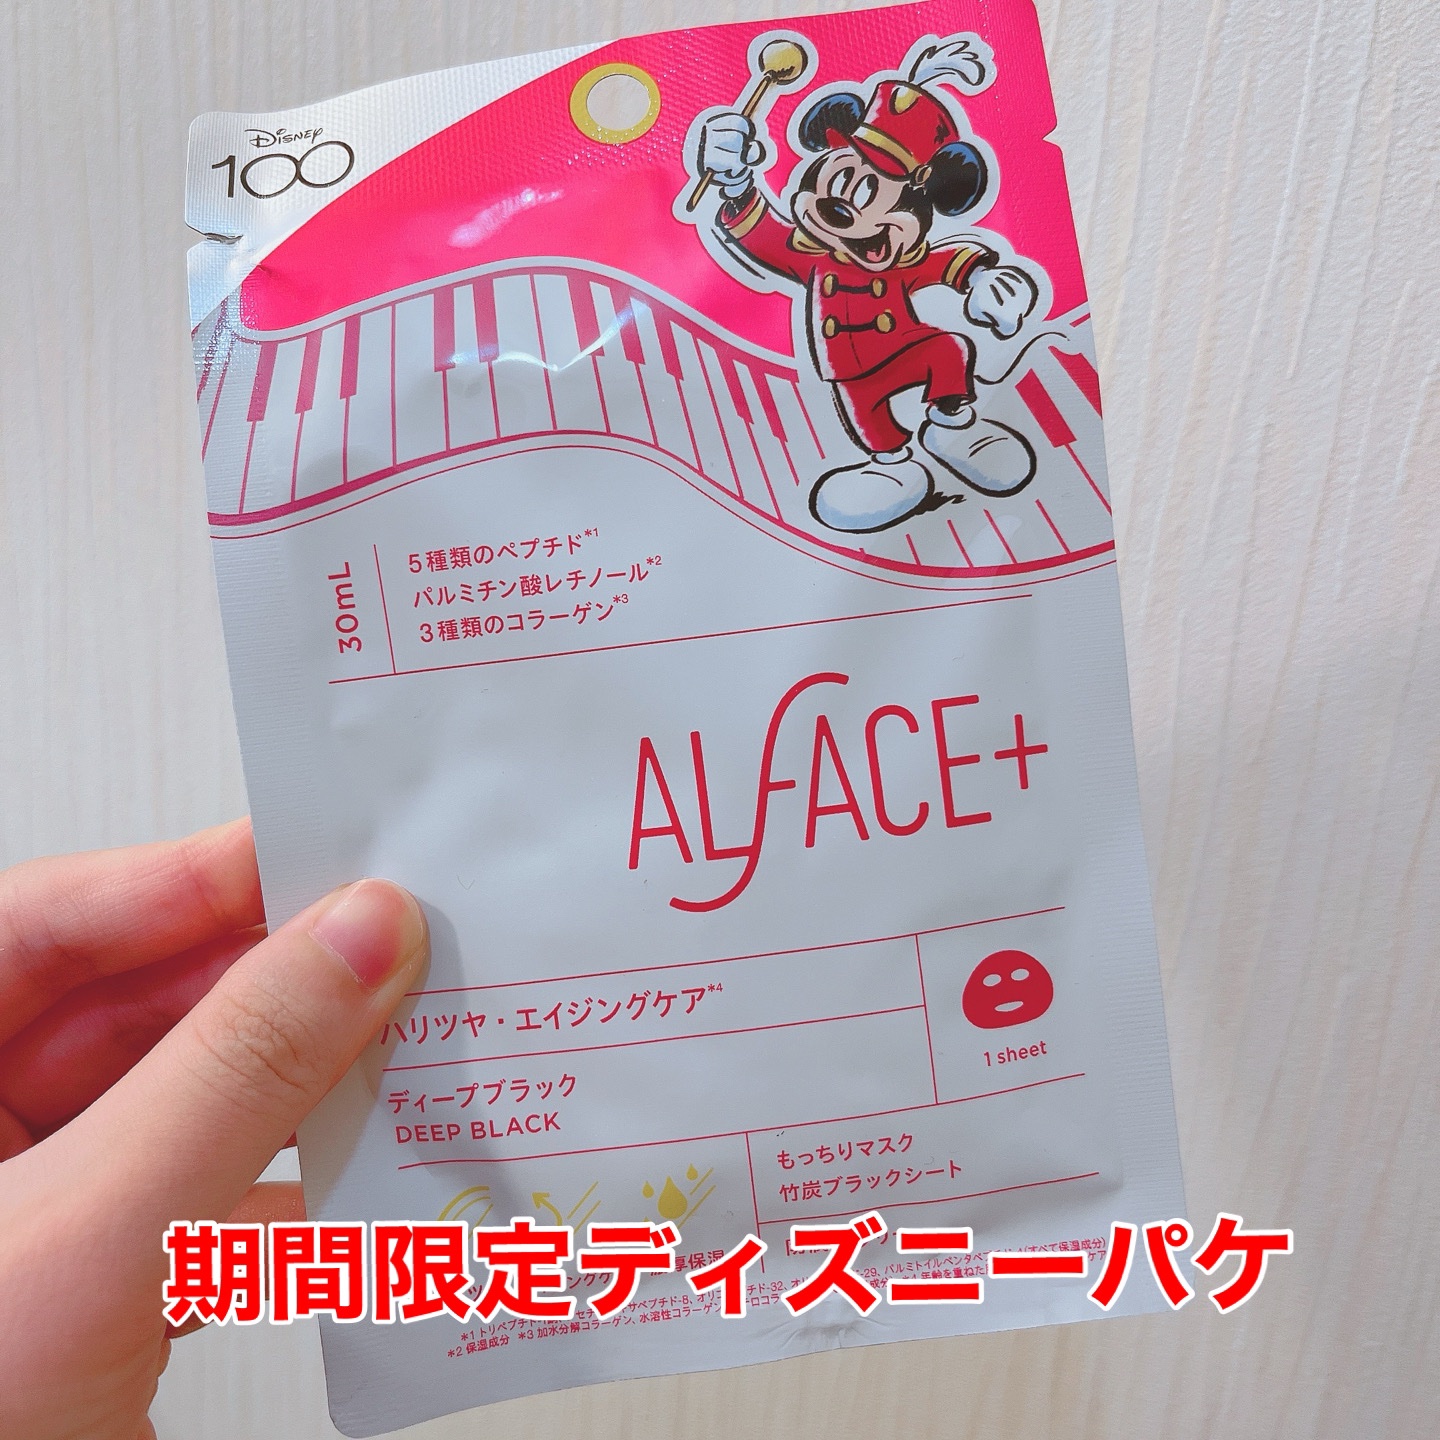 Disney
100
30mL
5種類のペプチド*1
パルミチン酸レチノール*2
3種類のコラーゲン*3
ALFACE+
ハリツヤ・エイジングケア*4
1 sheet
ディープブラック
DEEP BLACK
もっちりマスク
竹炭ブラックシート
期間限定ディズニーパケ
*2 保湿成分 *3 加水分解コラーゲン、水溶性コラーゲン